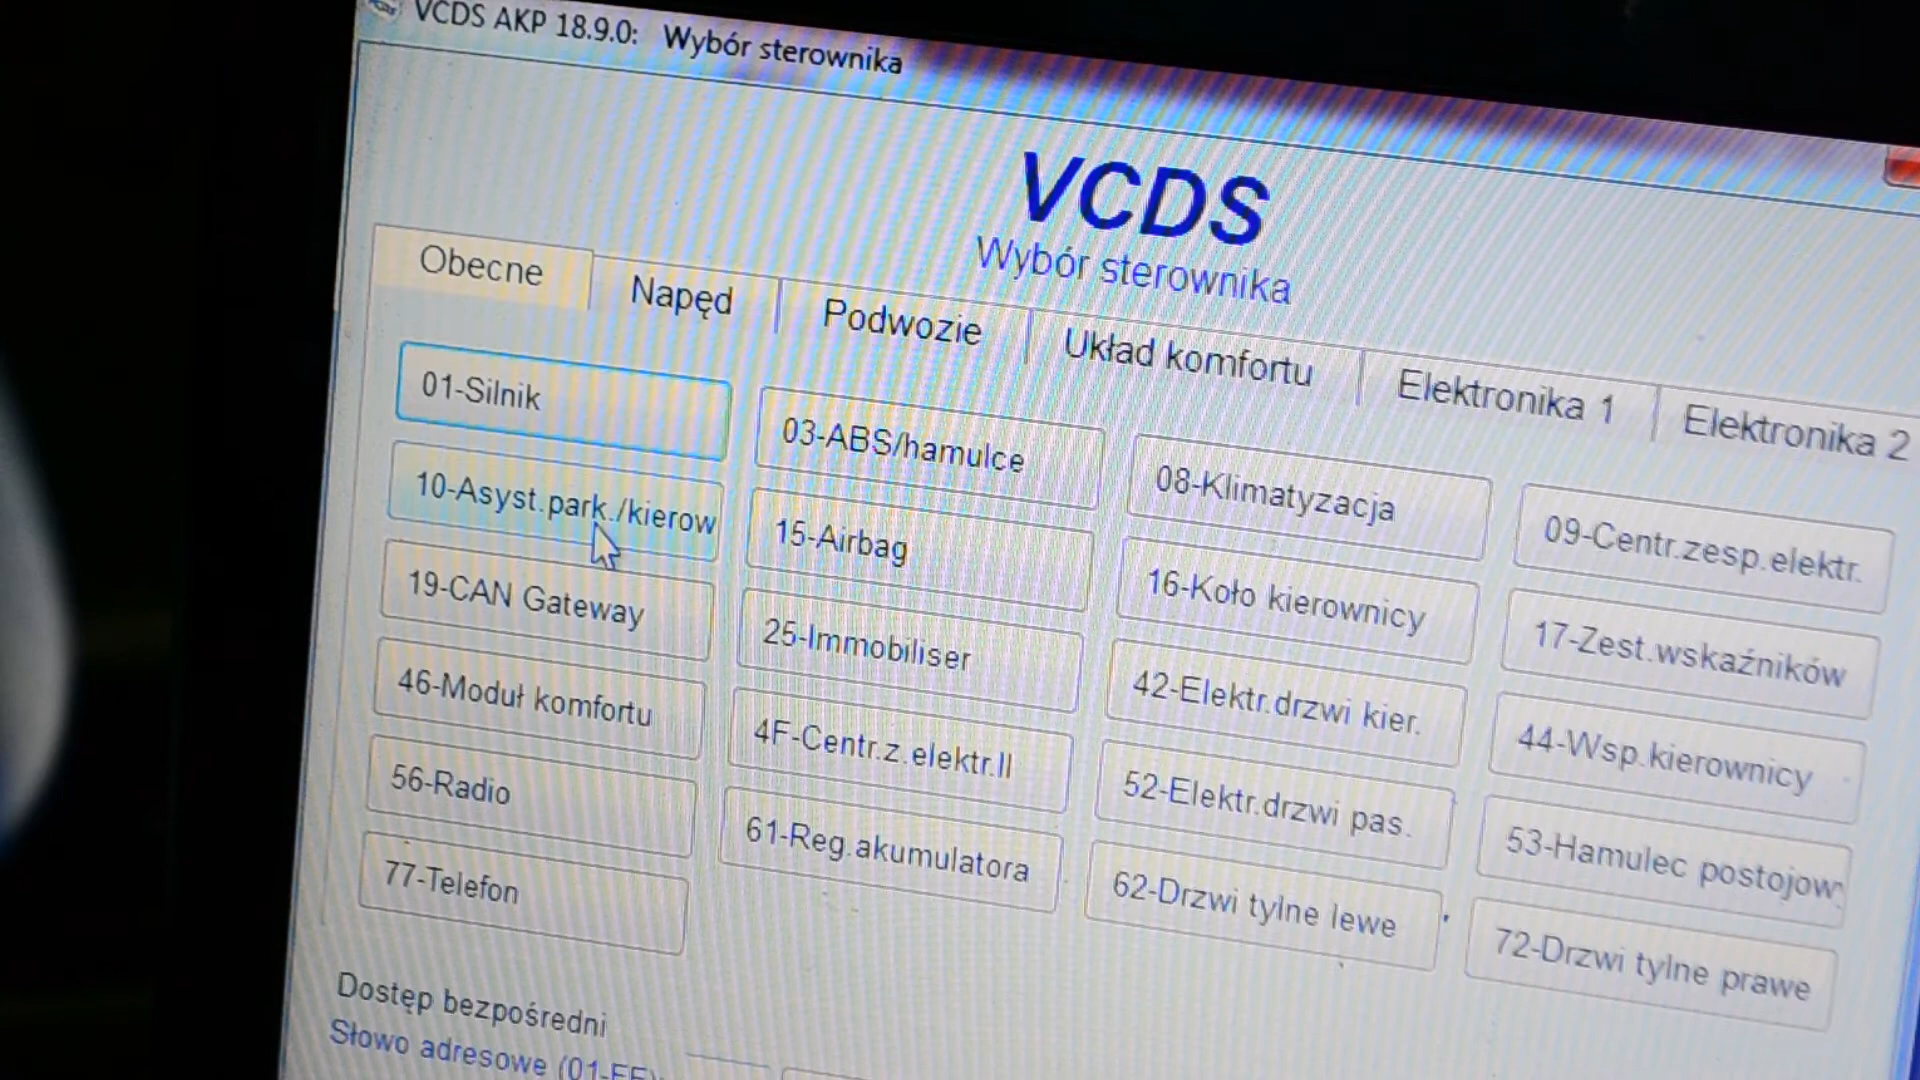 VCDS AKP 18.9.0: Wybór sterownika
VCDS
Wybór sterownika
Obecne
Napęd
Podwozie
Układ komfortu
Elektronika 1
Elektronika 2
01-Silnik
03-ABS/hamulce
08-Klimatyzacja
09-Centr.zesp.elektr.
10-Asyst.park./kierow
15-Airbag
16-Koło kierownicy
17-Zest.wskaźników
19-CAN Gateway
25-Immobiliser
42-Elektr.drzwi kier.
44-Wsp.kierownicy
46-Moduł komfortu
4F-Centr.z.elektr.II
52-Elektr.drzwi pas.
53-Hamulec postojow
56-Radio
61-Reg.akumulatora
62-Drzwi tylne lewe
72-Drzwi tylne prawe
77-Telefon
Dostęp bezpośredni
Słowo adresowe (01-FF)